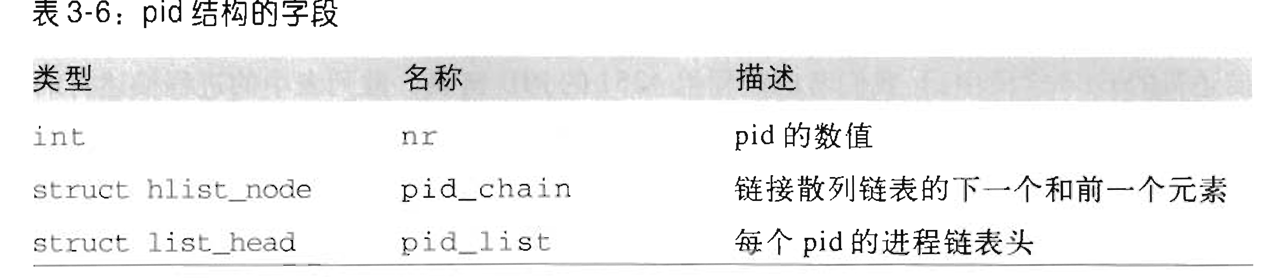 表3-6：pid 结构的字段
类型 名称 描述
int nr pid 的数值
struct hlist_node pid_chain 链接散列链表的下一个和前一个元素
struct list_head pid_list 每个 pid 的进程链表头